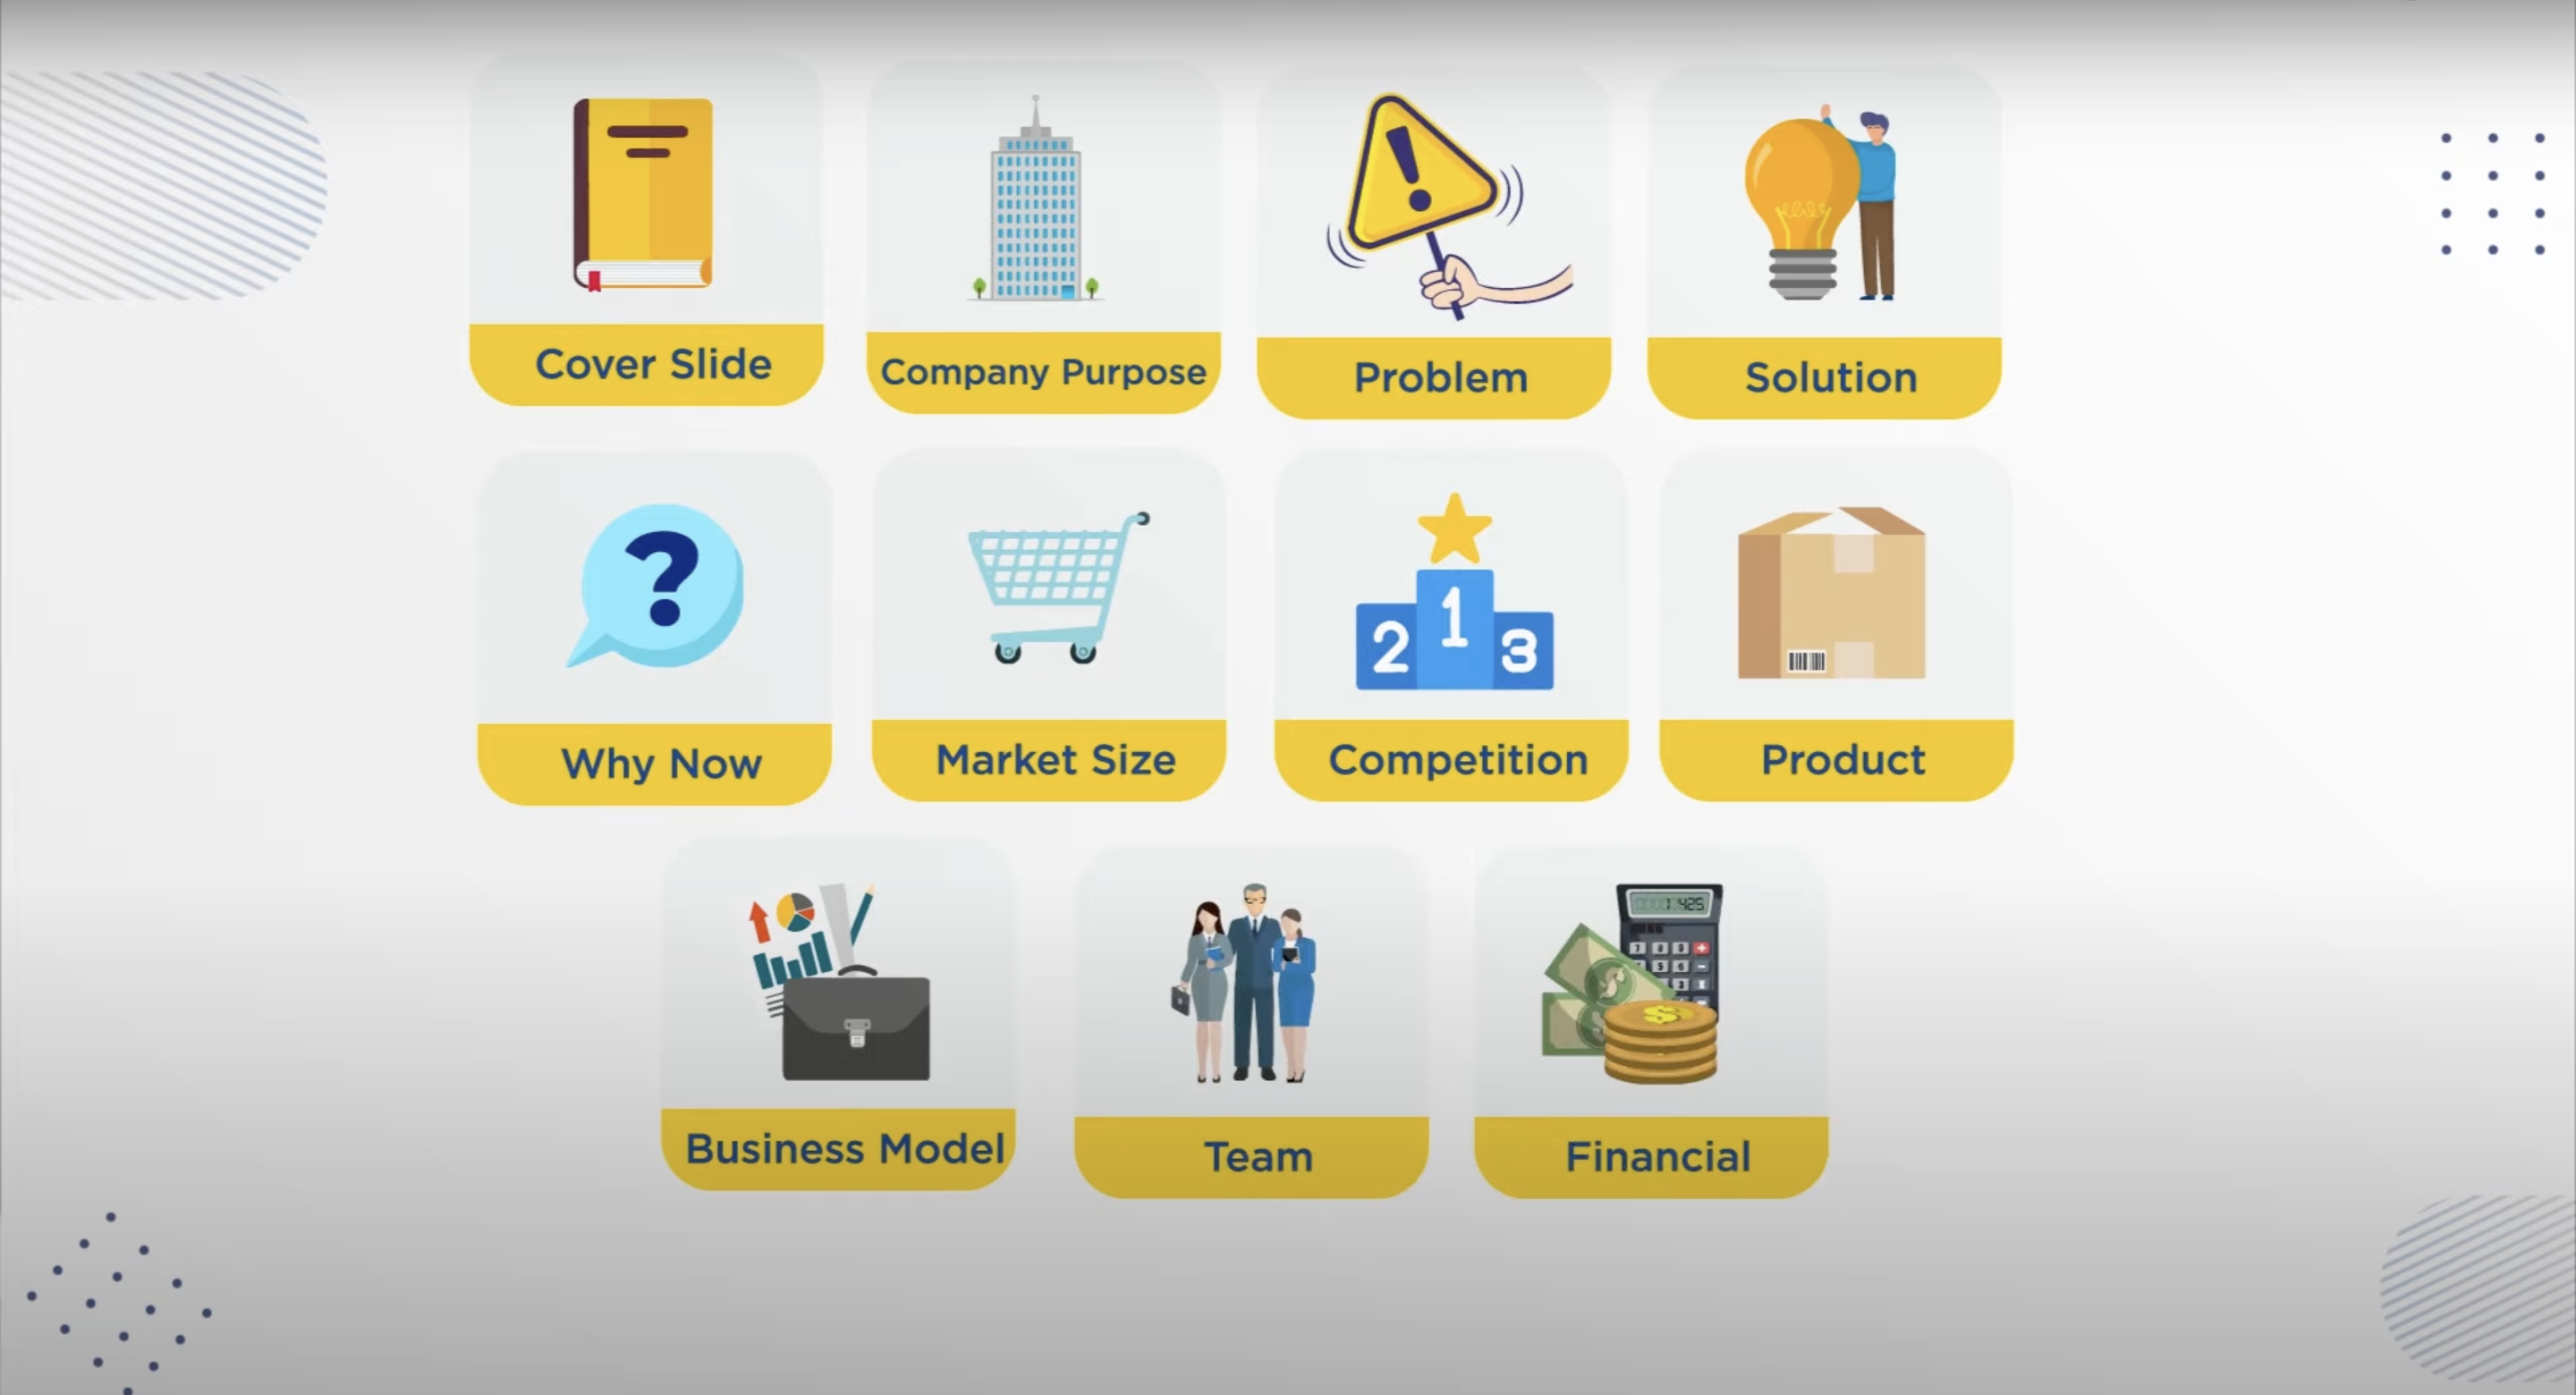 Cover Slide
Company Purpose
Problem
Solution
?
Why Now
Market Size
1
2 3
Competition
Product
Business Model
Team
Financial